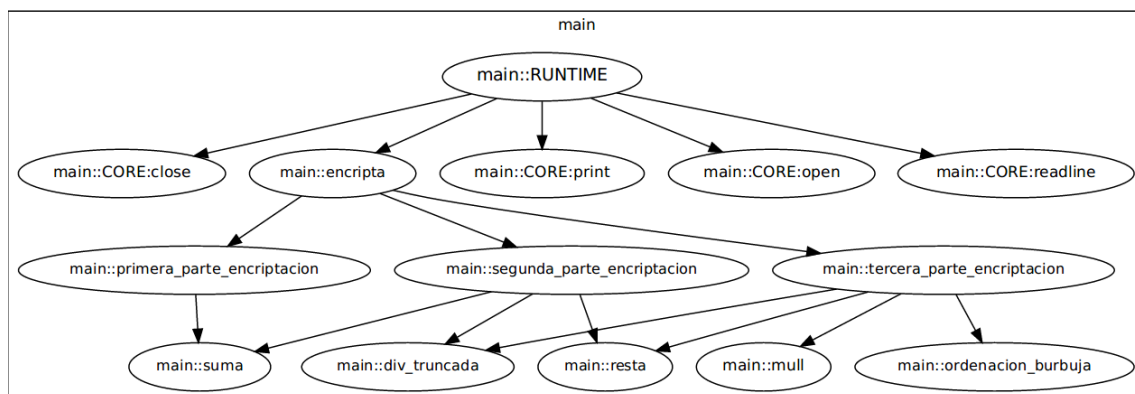 main
main::RUNTIME
main::CORE:close
main::encripta
main::CORE:print
main::CORE:open
main::CORE:readline
main::primera_parte_encriptacion
main::segunda_parte_encriptacion
main::tercera_parte_encriptacion
main::suma
main::div_truncada
main::resta
main::mull
main::ordenacion_burbuja